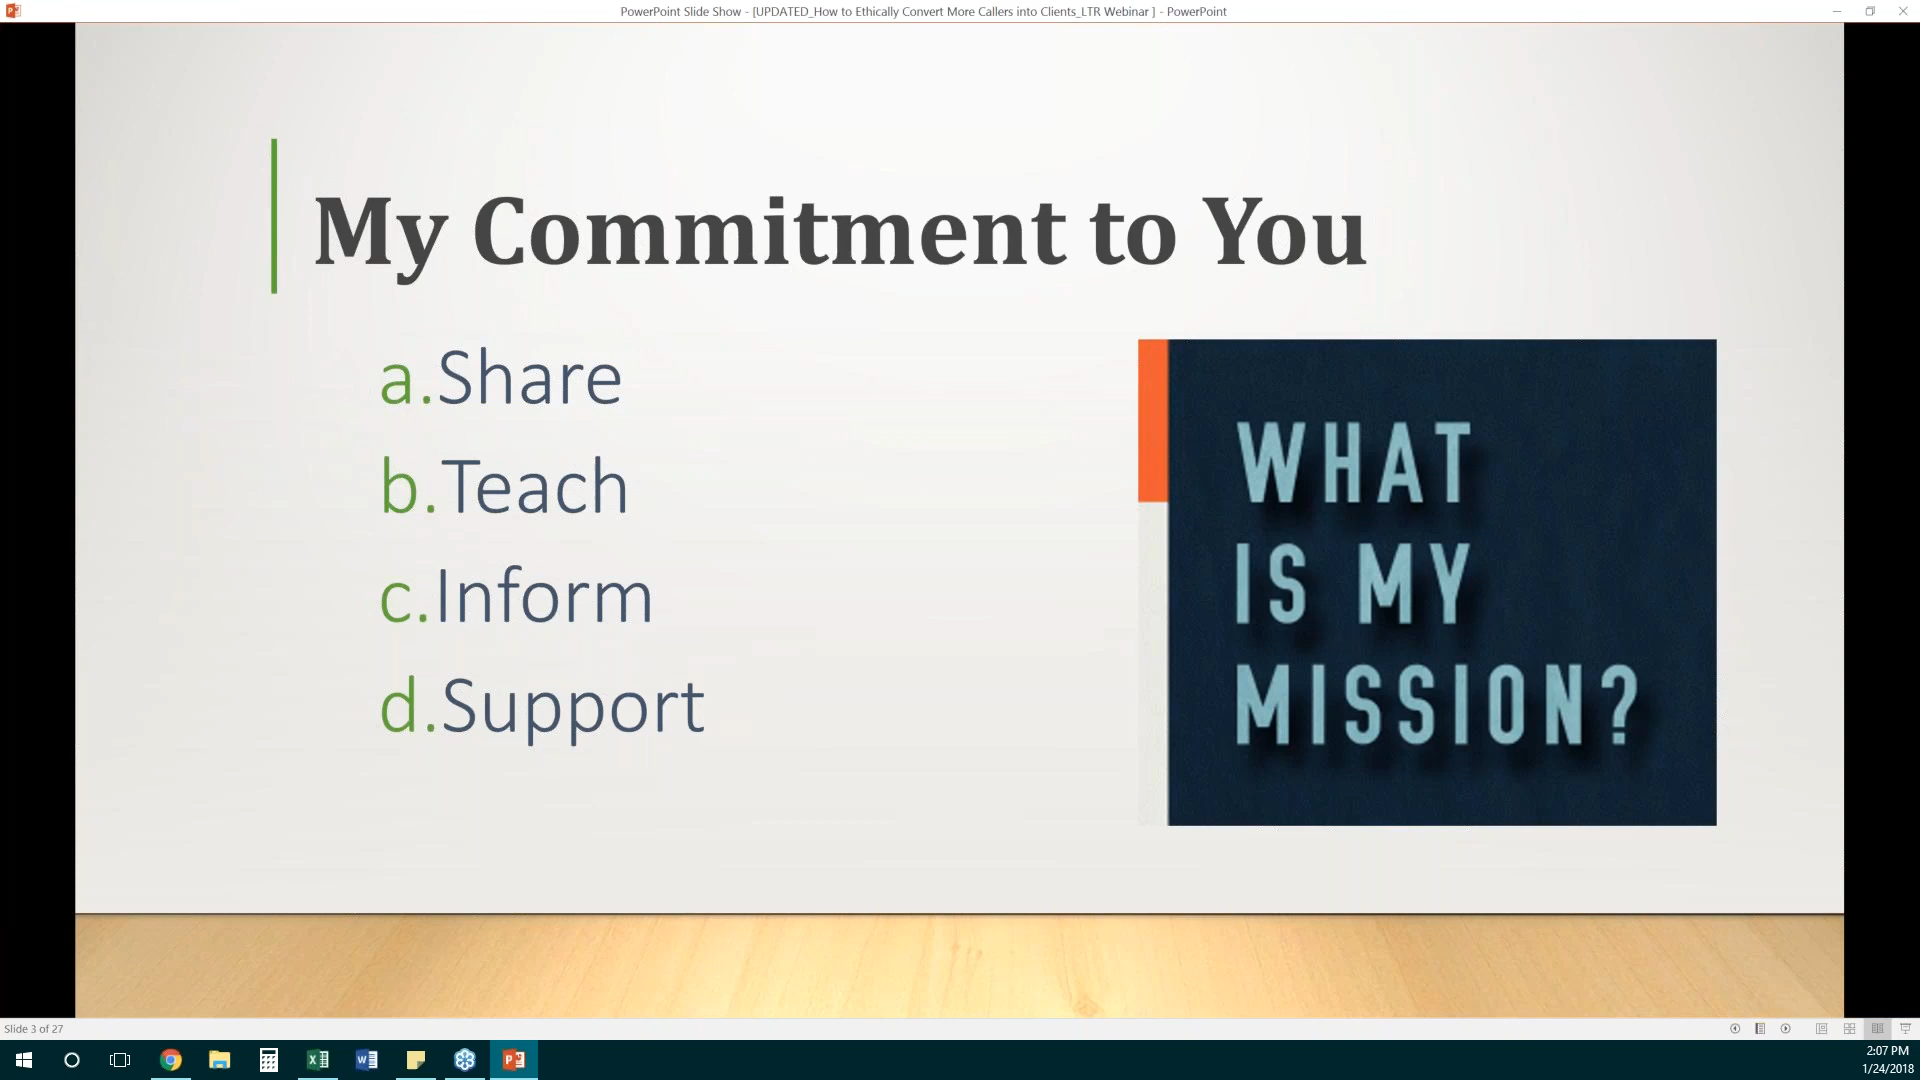 PowerPoint Slide Show - [UPDATED_How to Ethically Convert More Callers into Clients_LTR Webinar ] - PowerPoint
My Commitment to You
a.Share
b.Teach
c.Inform
d.Support
WHAT
IS MY
MISSION?
Slide 3 of 27
2:07 PM
1/24/2018